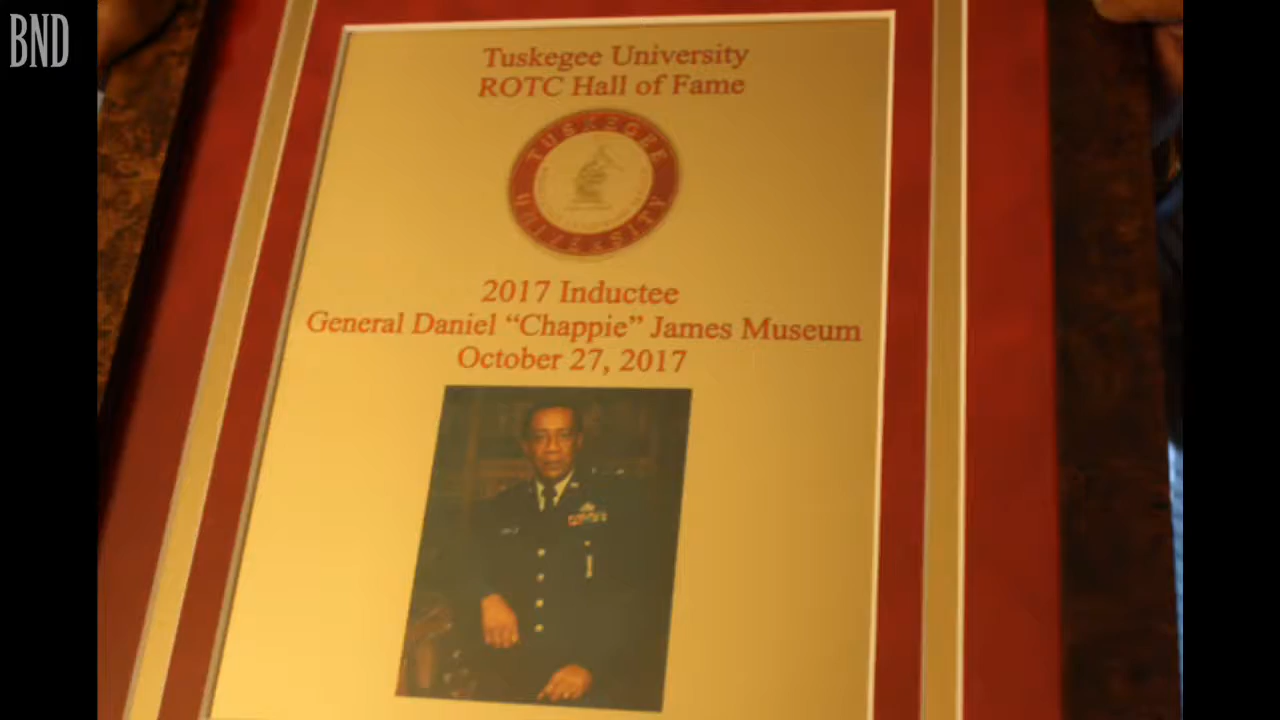 BND
Tuskegee University
ROTC Hall of Fame
TUSKEGEE
UNIVERSITY
2017 Inductee
General Daniel “Chappie” James Museum
October 27, 2017